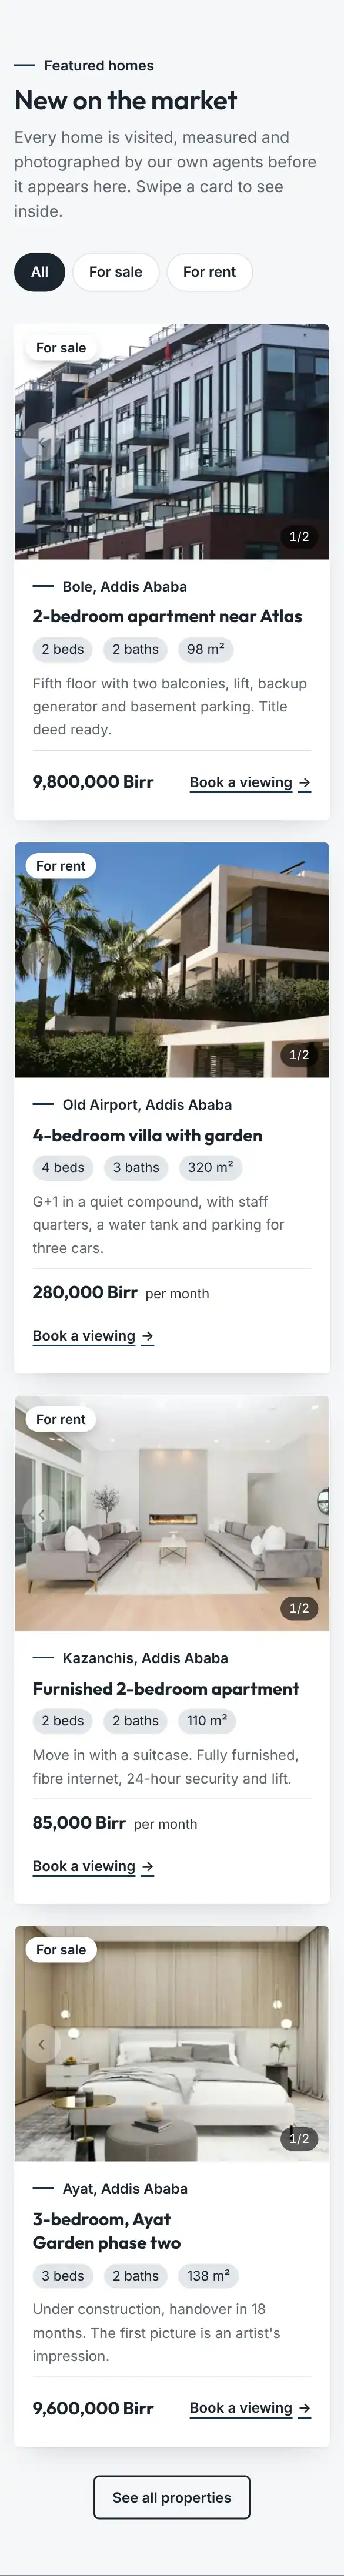 Featured homes
New on the market
Every home is visited, measured and
photographed by our own agents before
it appears here. Swipe a card to see
inside.
All
For sale
For rent
For sale
1/2
Bole, Addis Ababa
2-bedroom apartment near Atlas
2 beds
2 baths
98 m²
Fifth floor with two balconies, lift, backup
generator and basement parking. Title
deed ready.
9,800,000 Birr
Book a viewing →
For rent
1/2
Old Airport, Addis Ababa
4-bedroom villa with garden
4 beds
3 baths
320 m²
G+1 in a quiet compound, with staff
quarters, a water tank and parking for
three cars.
280,000 Birr per month
Book a viewing →
For rent
1/2
Kazanchis, Addis Ababa
Furnished 2-bedroom apartment
2 beds
2 baths
110 m²
Move in with a suitcase. Fully furnished,
fibre internet, 24-hour security and lift.
85,000 Birr per month
Book a viewing →
For sale
1/2
Ayat, Addis Ababa
3-bedroom, Ayat
Garden phase two
3 beds
2 baths
138 m²
Under construction, handover in 18
months. The first picture is an artist's
impression.
9,600,000 Birr
Book a viewing →
See all properties